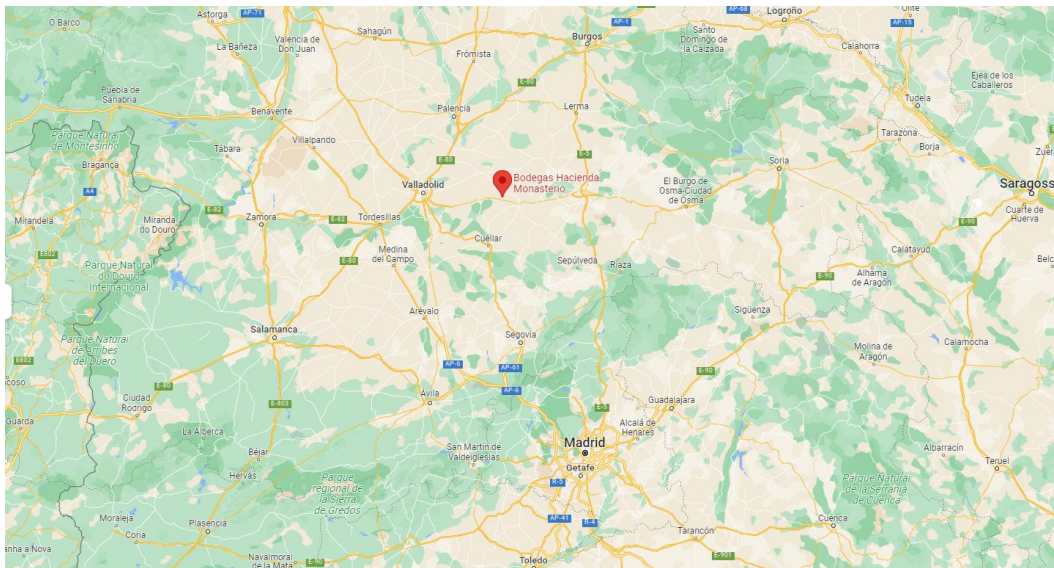 O Barco
Astorga
AP-71
Sahagún
AP-1
AP-68
Logroño
Olite
AP-15
La Bañeza
Valencia de
Don Juan
Frómista
Burgos
Santo
Domingo de
la Calzada
Calahorra
Puebla de
Sanabria
E-80
Ejea de los
Caballeros
Benavente
Palencia
Lerma
Tudela
Parque Natural
de Montesinho
Tábara
Villalpando
Tarazona
Borja
Zuer
Bragança
E-80
E-5
Soria
A4
Valladolid
Bodegas Hacienda
Monasterio
El Burgo de
Osma-Ciudad
de Osma
Saragoss
Mirandela
Miranda
do Douro
E-82
Zamora
E-82
Tordesillas
E-90
Cuarte de
Huerva
E802
Medina
del Campo
E-80
Cuéllar
Calatayud
Parque Natural
do Douro
Internacional
Sepúlveda
Riaza
E-90
Alhama
de Aragón
Belc
Arévalo
Sigüenza
Salamanca
Segovia
Parque Natural
de Arribes
del Duero
Molina de
Aragón
Calamocha
E802
AP-6
AP-61
E-90
coso
E-80
AP-6
Ciudad
Rodrigo
E-803
Ávila
E-5
Guadalajara
Guarda
La Alberca
Alcalá de
Henares
Madrid
Béjar
San Martín de
Valdeiglesias
Albarracín
Hervás
Getafe
Teruel
Parque
regional de
la Sierra
de Gredos
R-5
Parque Natural
de la Serranía
de Cuenca
Moraleja
AP-41
R-4
Plasencia
Cuenca
Coria
Tarancón
anha a Nova
Navalmoral
de la Mata
E-90
Toledo
E-901